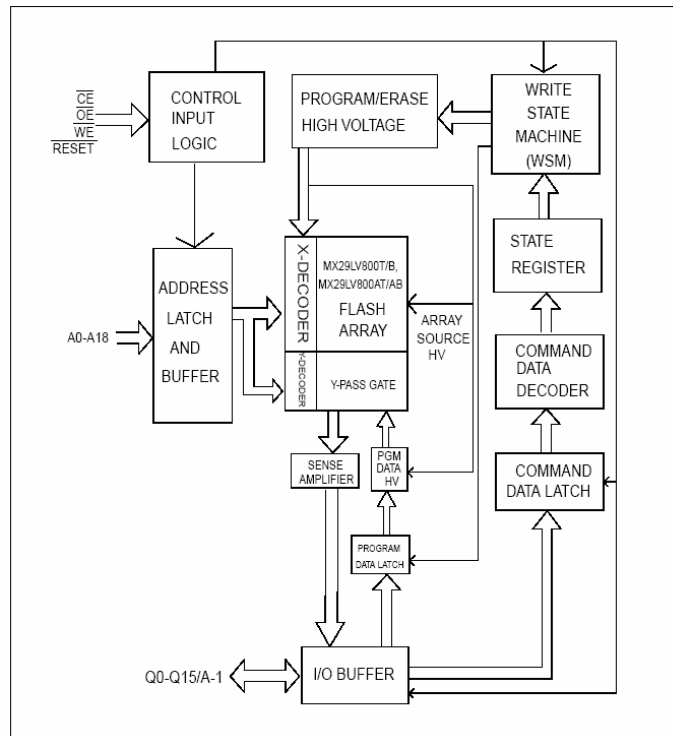 CE
OE
WE
RESET
CONTROL
INPUT
LOGIC
PROGRAM/ERASE
HIGH VOLTAGE
WRITE
STATE
MACHINE
(WSM)
STATE
REGISTER
A0-A18
ADDRESS
LATCH
AND
BUFFER
X-DECODER
MX29LV800T/B,
MX29LV800AT/AB
FLASH
ARRAY
ARRAY
SOURCE
HV
Y-DECODER
Y-PASS GATE
COMMAND
DATA
DECODER
SENSE
AMPLIFIER
PGM
DATA
HV
COMMAND
DATA LATCH
PROGRAM
DATA LATCH
Q0-Q15/A-1
I/O BUFFER